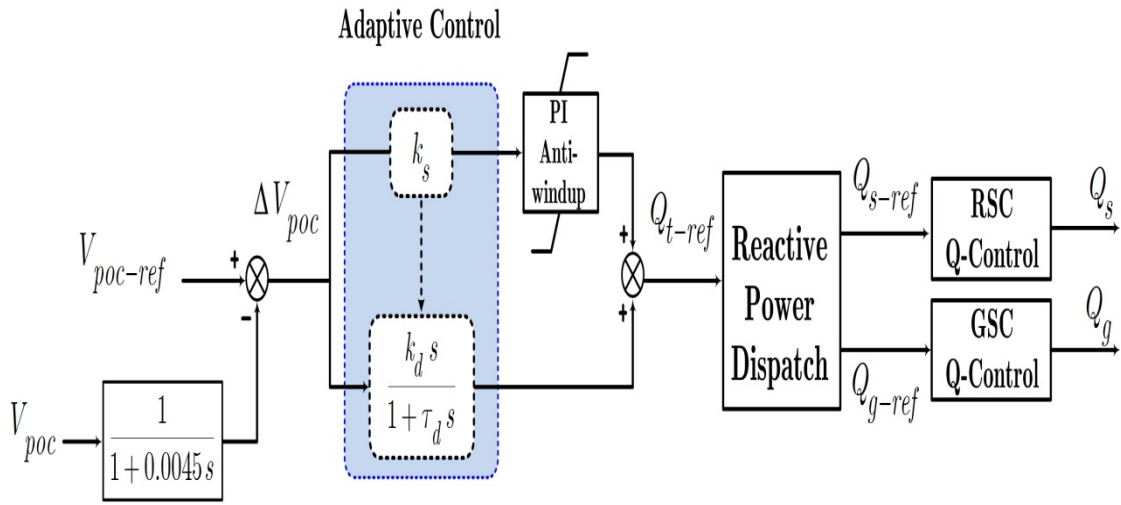 Adaptive Control
k_s
PI
Anti-
windup
ΔV_poc
V_poc-ref
+
-
k_d s
1 + τ_d s
V_poc
1
1 + 0.0045 s
+
+
Q_t-ref
Reactive
Power
Dispatch
Q_s-ref
Q_g-ref
RSC
Q-Control
GSC
Q-Control
Q_s
Q_g